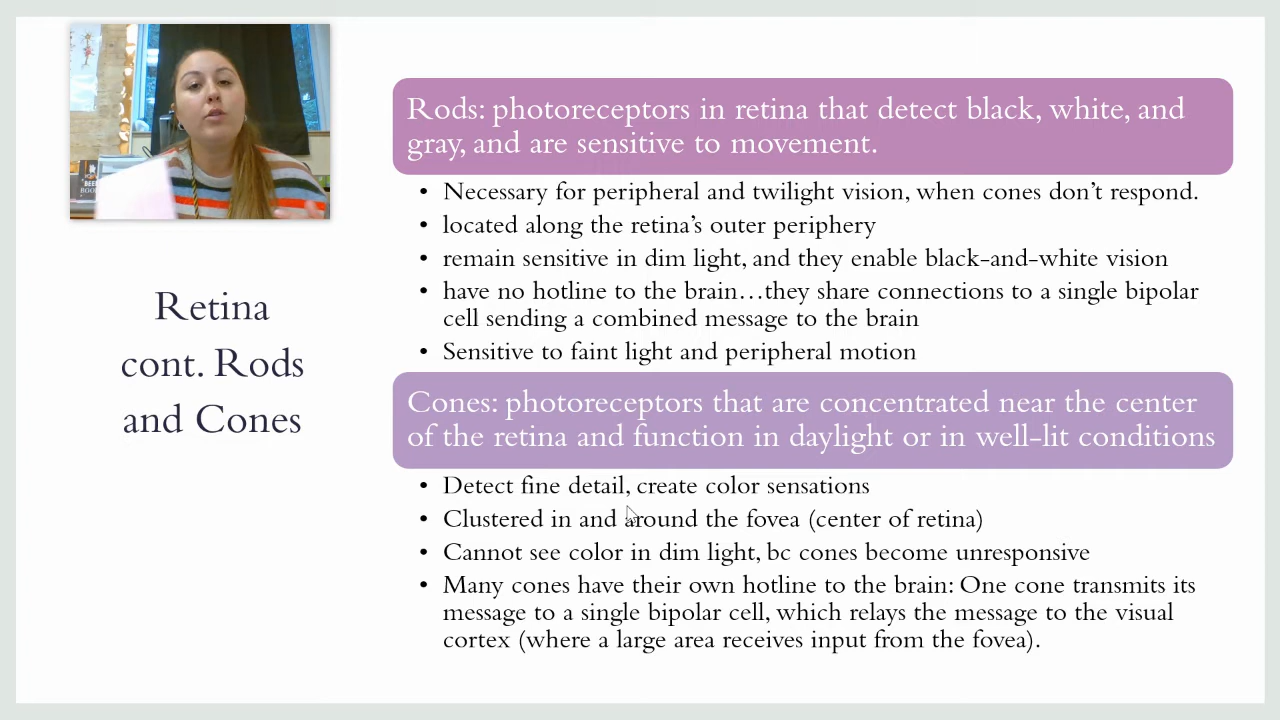 Retina
cont. Rods
and Cones
Rods: photoreceptors in retina that detect black, white, and
gray, and are sensitive to movement.
• Necessary for peripheral and twilight vision, when cones don't respond.
• located along the retina's outer periphery
• remain sensitive in dim light, and they enable black-and-white vision
• have no hotline to the brain…they share connections to a single bipolar
cell sending a combined message to the brain
• Sensitive to faint light and peripheral motion
Cones: photoreceptors that are concentrated near the center
of the retina and function in daylight or in well-lit conditions
• Detect fine detail, create color sensations
• Clustered in and around the fovea (center of retina)
• Cannot see color in dim light, bc cones become unresponsive
• Many cones have their own hotline to the brain: One cone transmits its
message to a single bipolar cell, which relays the message to the visual
cortex (where a large area receives input from the fovea).